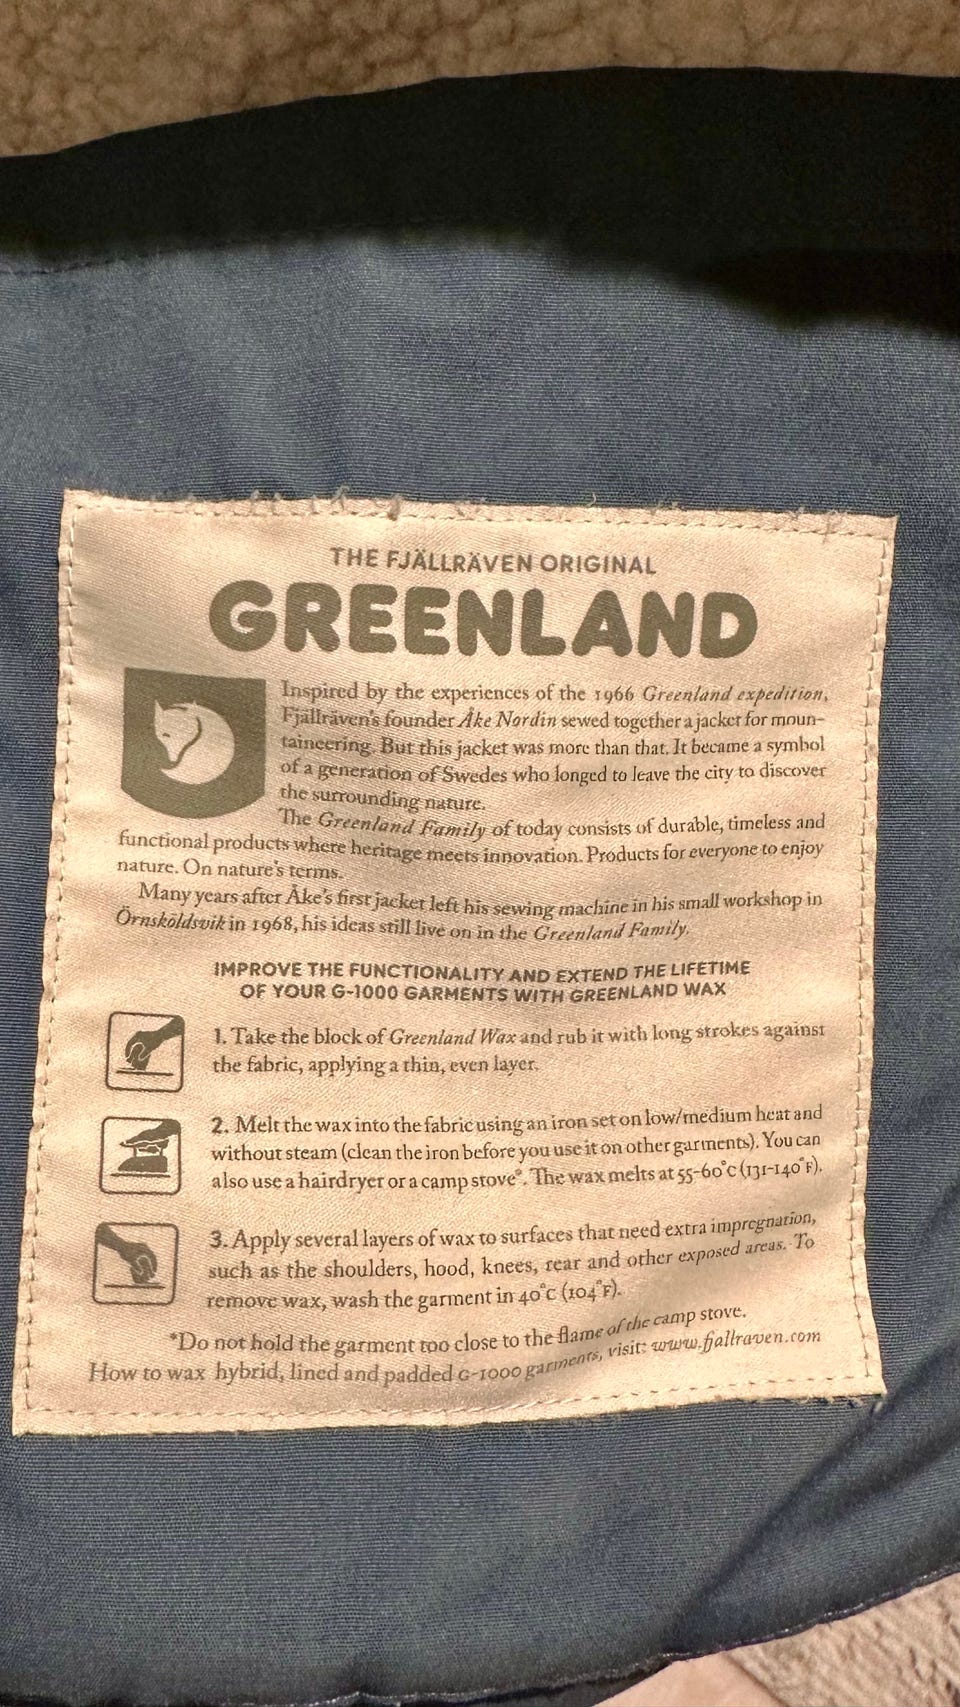 THE FJÄLLRÄVEN ORIGINAL
GREENLAND
Inspired by the experiences of the 1966 Greenland expedition,
Fjällräven's founder Åke Nordin sewed together a jacket for moun-
taineering. But this jacket was more than that. It became a symbol
of a generation of Swedes who longed to leave the city to discover
the surrounding nature.
The Greenland Family of today consists of durable, timeless and
functional products where heritage meets innovation. Products for everyone to enjoy
nature. On nature's terms.
Many years after Åke's first jacket left his sewing machine in his small workshop in
Örnsköldsvik in 1968, his ideas still live on in the Greenland Family.
IMPROVE THE FUNCTIONALITY AND EXTEND THE LIFETIME
OF YOUR G-1000 GARMENTS WITH GREENLAND WAX
1. Take the block of Greenland Wax and rub it with long strokes against
the fabric, applying a thin, even layer.
2. Melt the wax into the fabric using an iron set on low/medium heat and
without steam (clean the iron before you use it on other garments). You can
also use a hairdryer or a camp stove*. The wax melts at 55-60°C (131-140°F).
3. Apply several layers of wax to surfaces that need extra impregnation,
such as the shoulders, hood, knees, rear and other exposed areas. To
remove wax, wash the garment in 40°C (104°F).
*Do not hold the garment too close to the flame of the camp stove.
How to wax hybrid, lined and padded G-1000 garments, visit: www.fjallraven.com